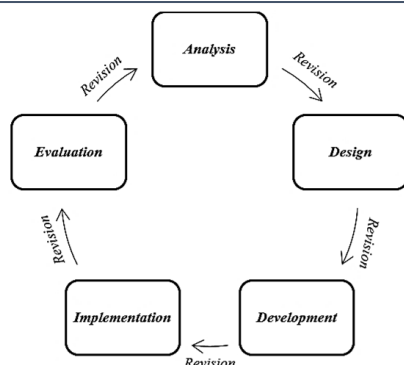 Analysis
Revision
Revision
Evaluation
Design
Revision
Revision
Implementation
Development
Revision